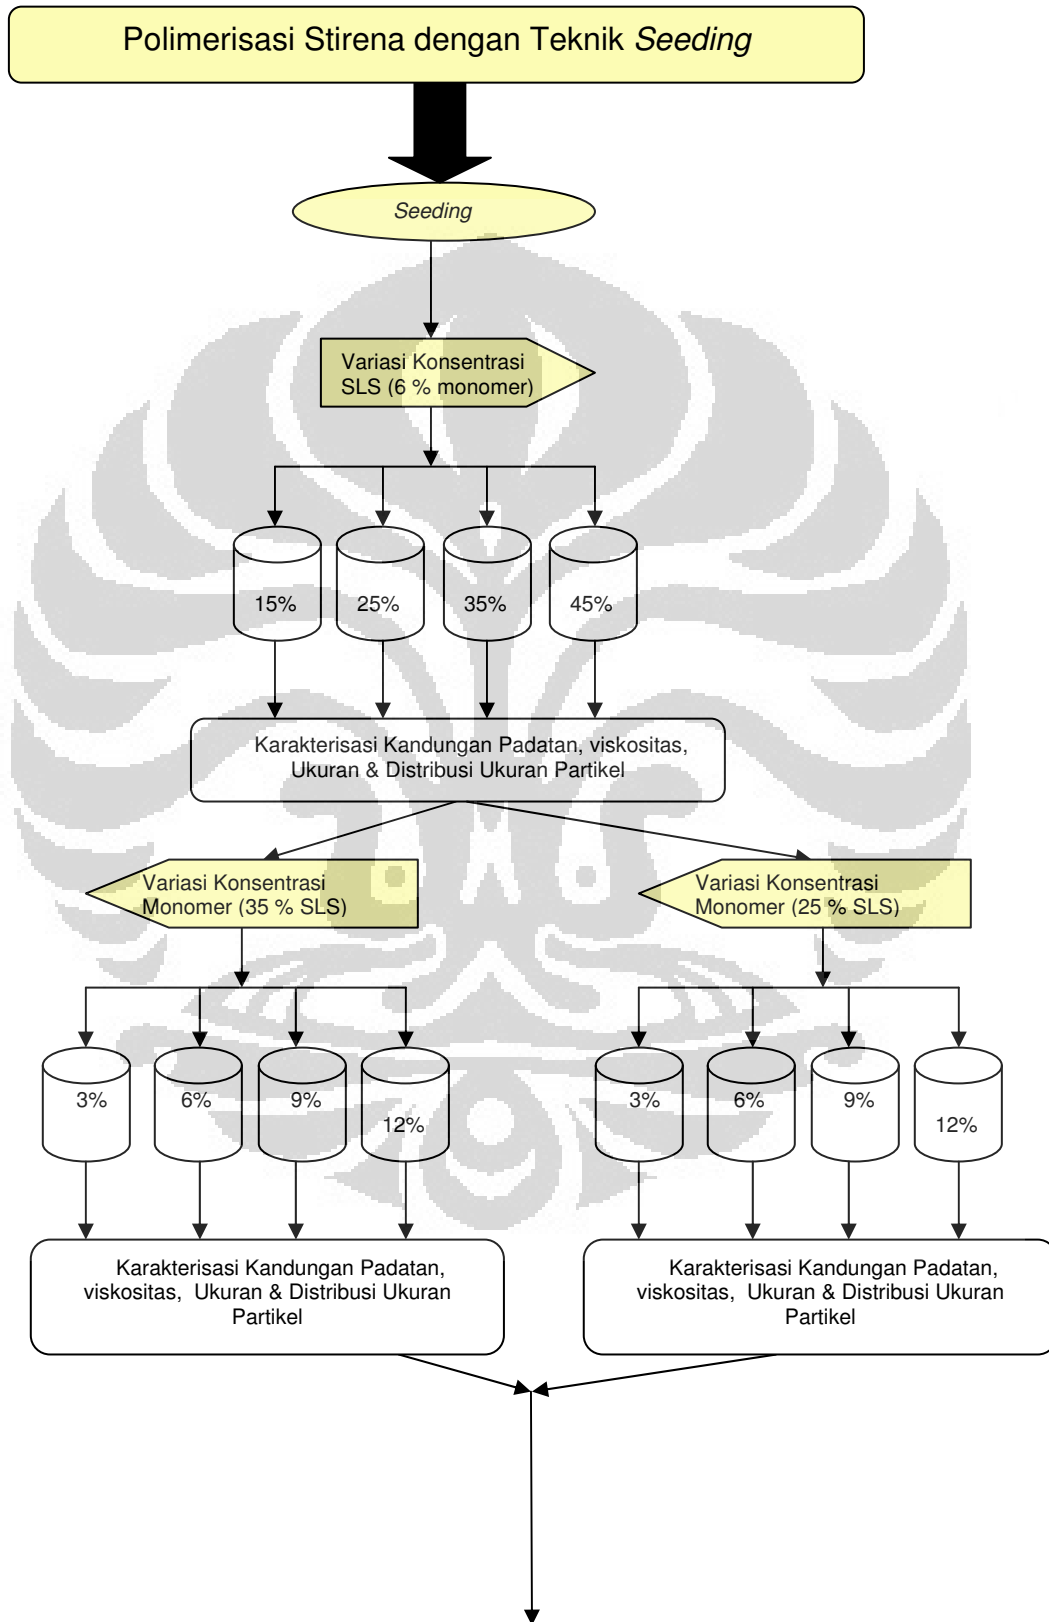 Polimerisasi Stirena dengan Teknik Seeding
Seeding
Variasi Konsentrasi
SLS (6 % monomer)
15%
25%
35%
45%
Karakterisasi Kandungan Padatan, viskositas,
Ukuran & Distribusi Ukuran Partikel
Variasi Konsentrasi
Monomer (35 % SLS)
Variasi Konsentrasi
Monomer (25 % SLS)
3%
6%
9%
12%
3%
6%
9%
12%
Karakterisasi Kandungan Padatan,
viskositas, Ukuran & Distribusi Ukuran
Partikel
Karakterisasi Kandungan Padatan,
viskositas, Ukuran & Distribusi Ukuran
Partikel